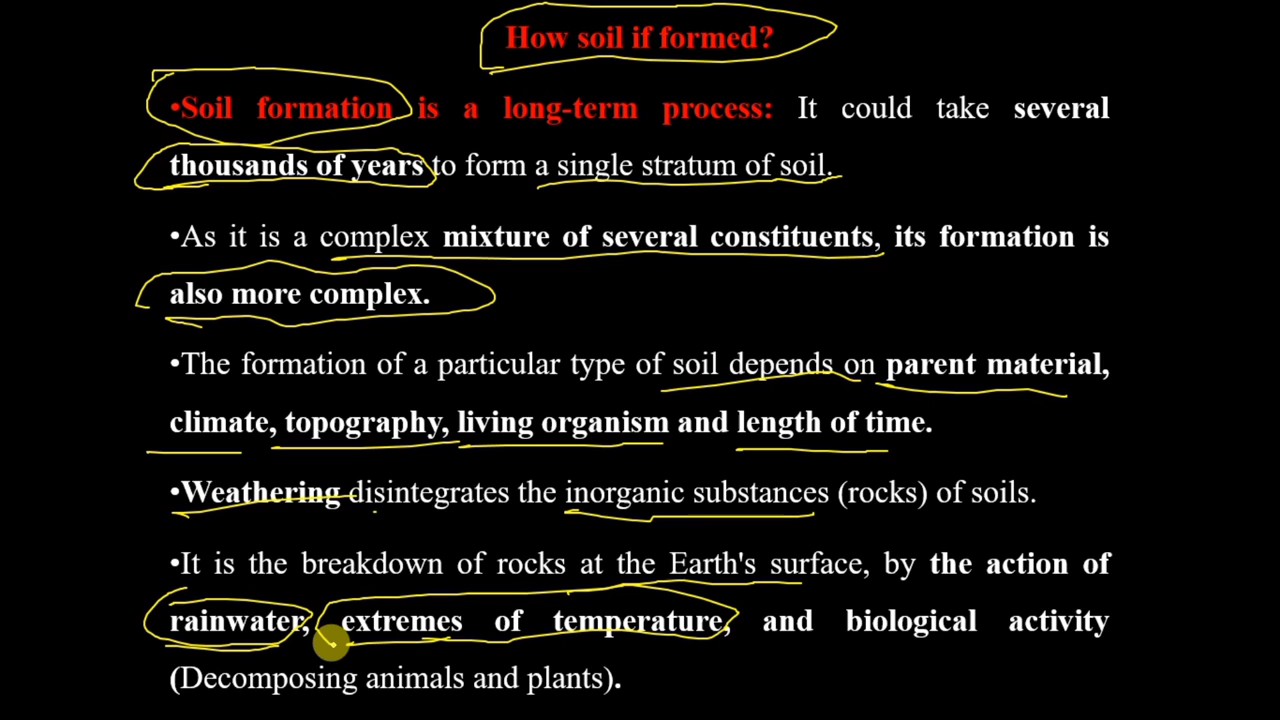 How soil if formed?
•Soil formation is a long-term process: It could take several
thousands of years to form a single stratum of soil.
•As it is a complex mixture of several constituents, its formation is
also more complex.
•The formation of a particular type of soil depends on parent material,
climate, topography, living organism and length of time.
•Weathering disintegrates the inorganic substances (rocks) of soils.
•It is the breakdown of rocks at the Earth's surface, by the action of
rainwater, extremes of temperature, and biological activity
(Decomposing animals and plants).